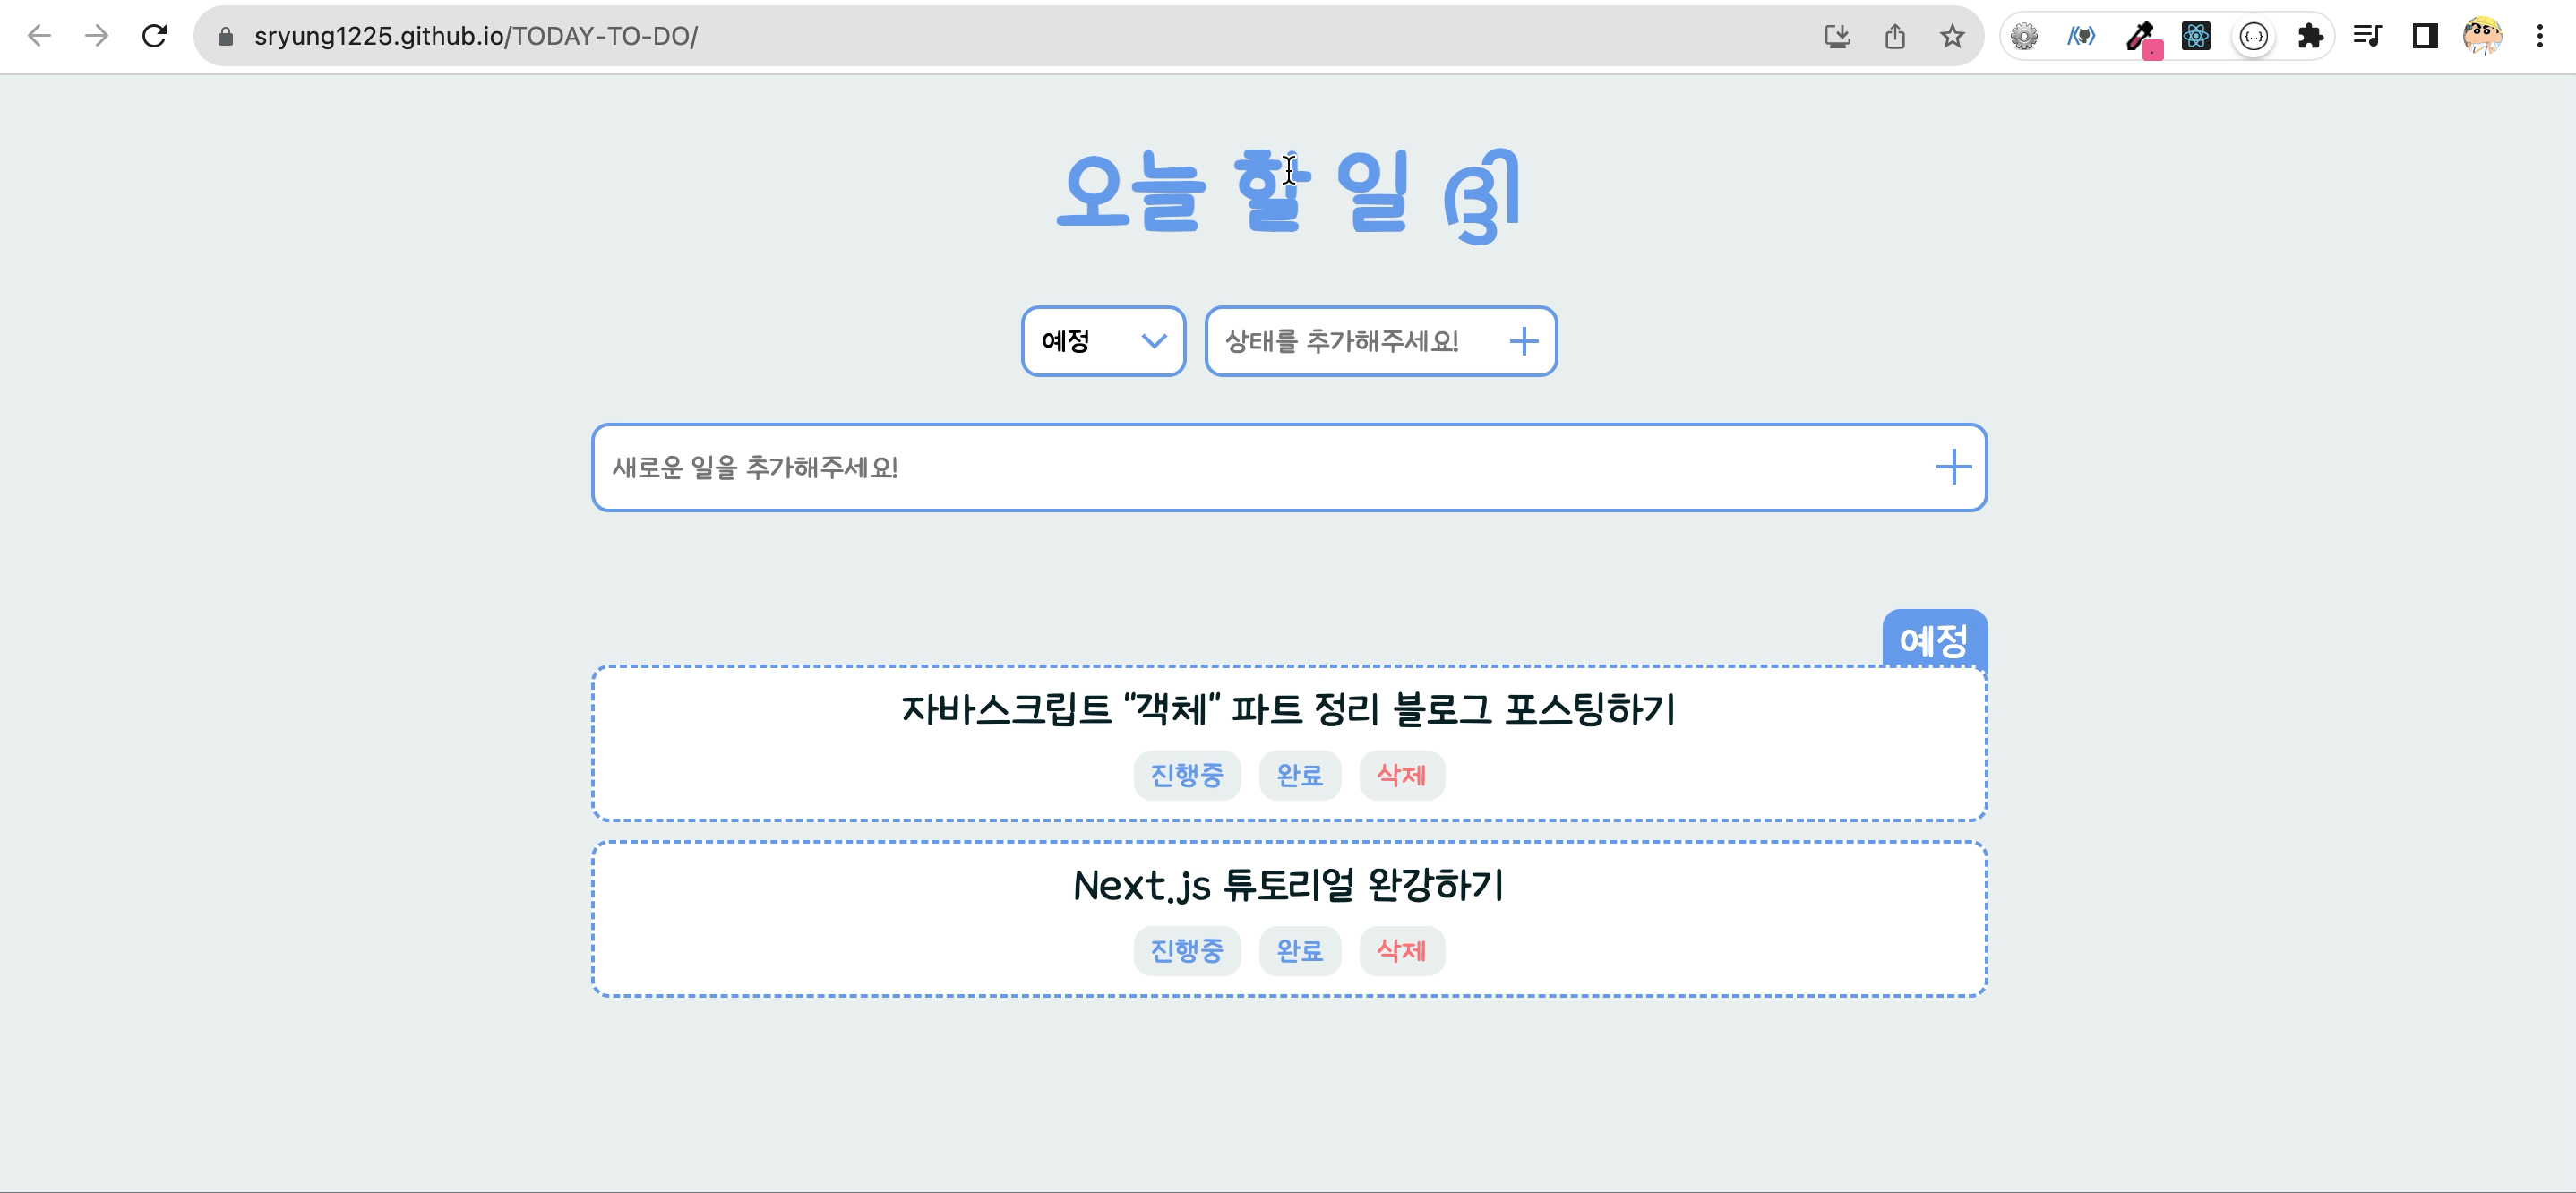 sryung1225.github.io/TODAY-TO-DO/
오늘 할 일 ദ്ദി
예정
상태를 추가해주세요!
새로운 일을 추가해주세요!
예정
자바스크립트 "객체" 파트 정리 블로그 포스팅하기
진행중 완료 삭제
Next.js 튜토리얼 완강하기
진행중 완료 삭제